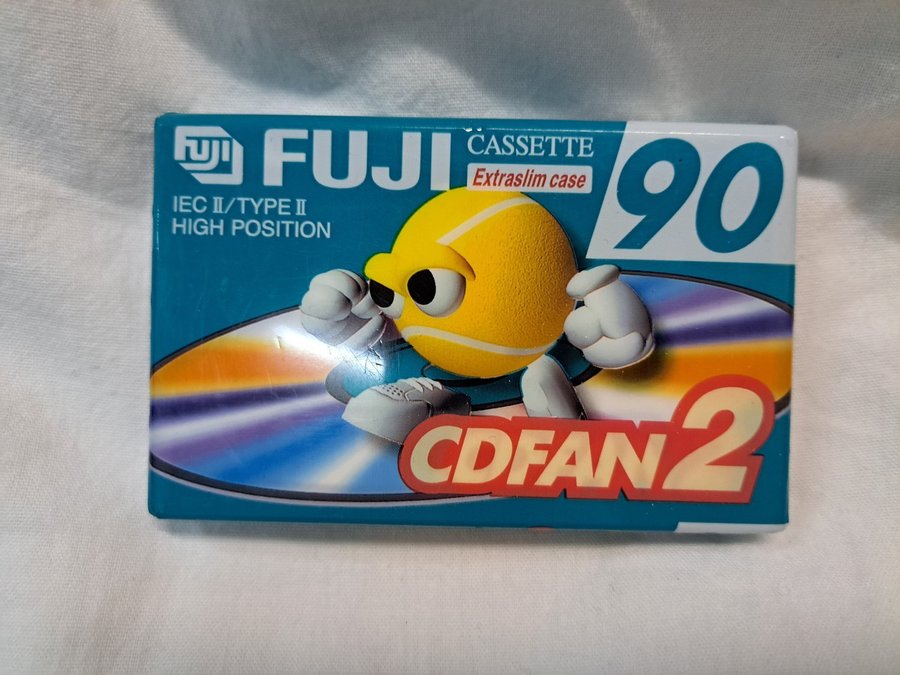 FUJI FUJI
CASSETTE
Extraslim case
90
IEC II/TYPE II
HIGH POSITION
CDFAN2